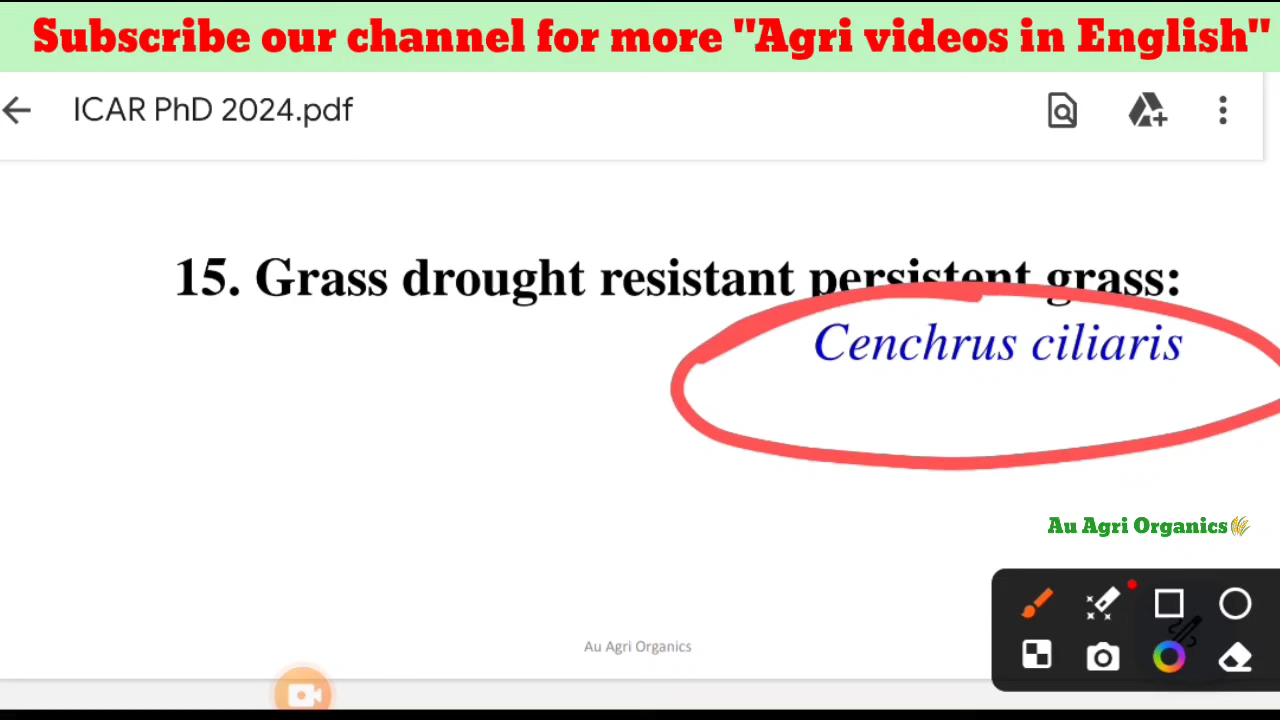 Subscribe our channel for more "Agri videos in English"
ICAR PhD 2024.pdf
15. Grass drought resistant persistent grass:
Cenchrus ciliaris
Au Agri Organics
Au Agri Organics